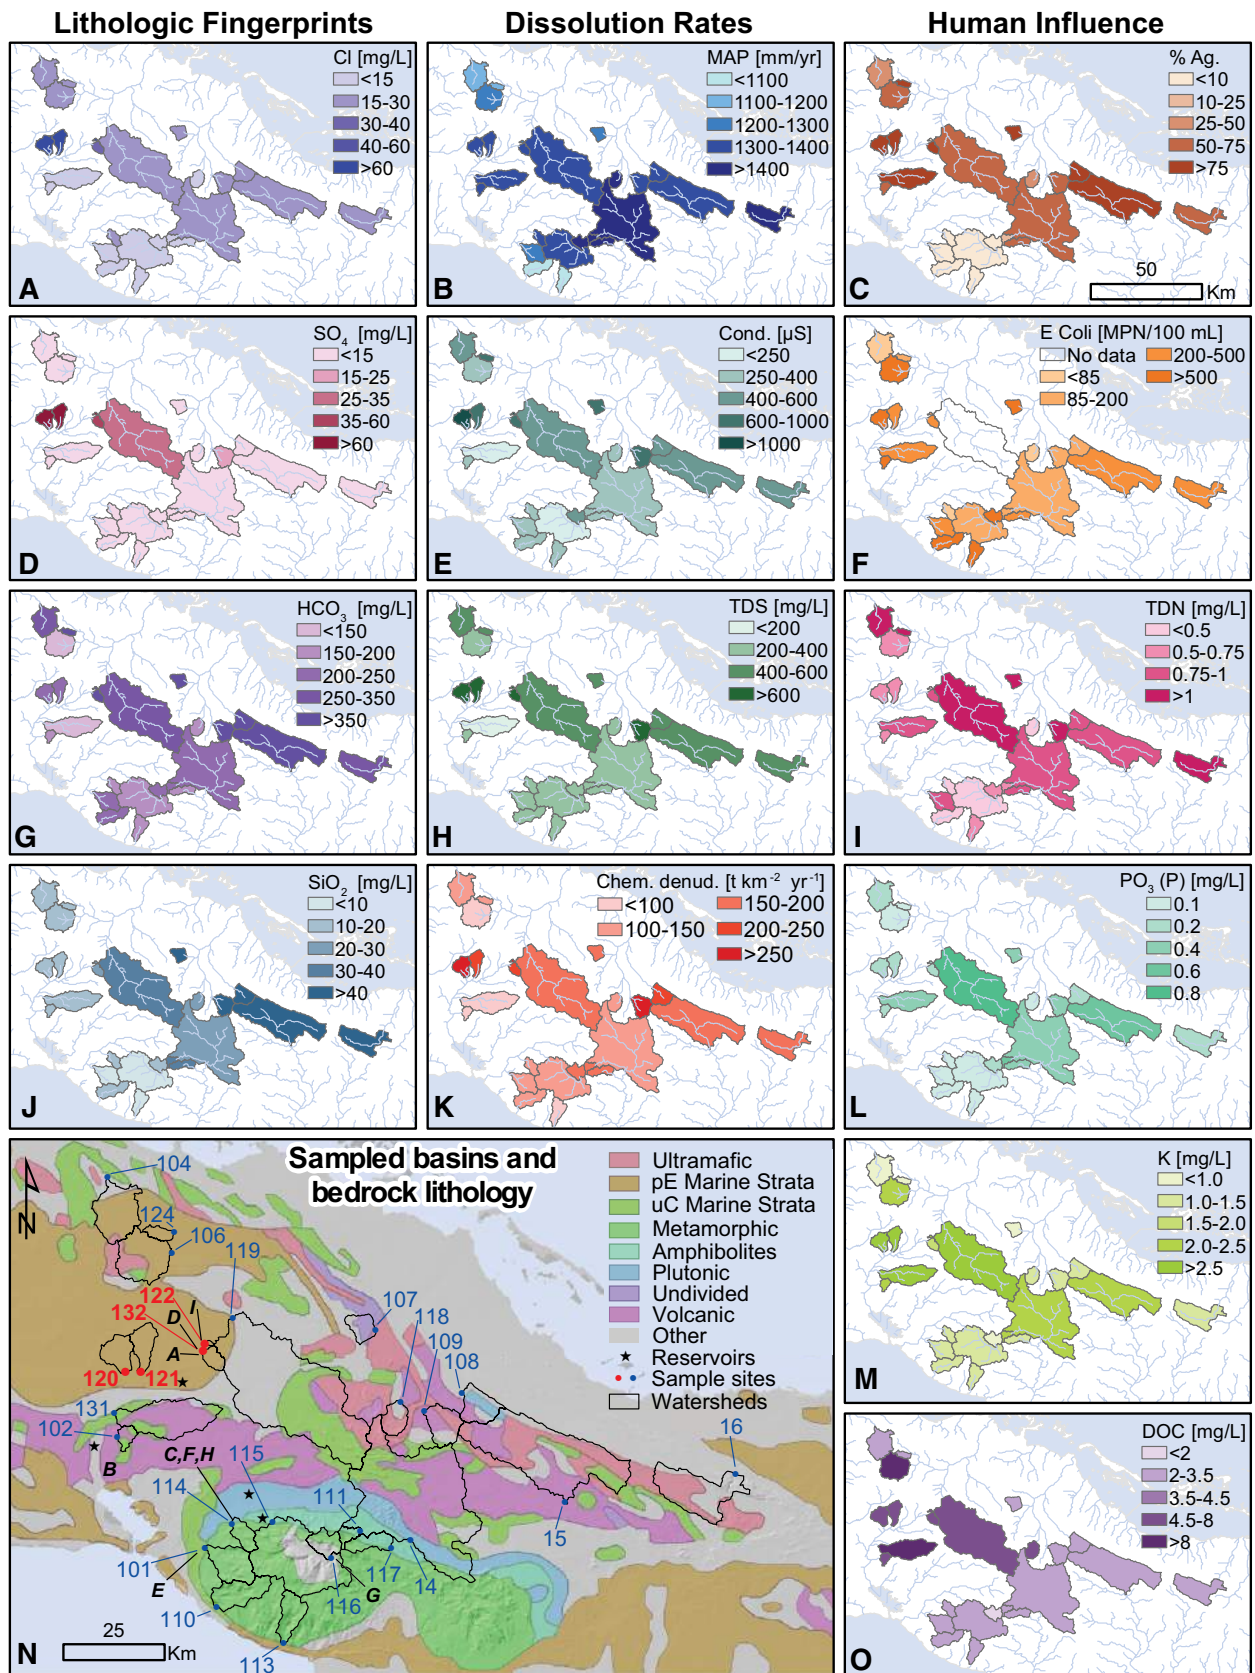 Lithologic Fingerprints
Dissolution Rates
Human Influence
Cl [mg/L]
<15
15-30
30-40
40-60
>60
A
MAP [mm/yr]
<1100
1100-1200
1200-1300
1300-1400
>1400
B
% Ag.
<10
10-25
25-50
50-75
>75
50
Km
C
SO4 [mg/L]
<15
15-25
25-35
35-60
>60
D
Cond. [µS]
<250
250-400
400-600
600-1000
>1000
E
E Coli [MPN/100 mL]
No data
<85
85-200
200-500
>500
F
HCO3 [mg/L]
<150
150-200
200-250
250-350
>350
G
TDS [mg/L]
<200
200-400
400-600
>600
H
TDN [mg/L]
<0.5
0.5-0.75
0.75-1
>1
I
SiO2 [mg/L]
<10
10-20
20-30
30-40
>40
J
Chem. denud. [t km-2 yr-1]
<100
100-150
150-200
200-250
>250
K
PO3 (P) [mg/L]
0.1
0.2
0.4
0.6
0.8
L
Sampled basins and
bedrock lithology
Ultramafic
pE Marine Strata
uC Marine Strata
Metamorphic
Amphibolites
Plutonic
Undivided
Volcanic
Other
Reservoirs
Sample sites
Watersheds
N
104
124
106
119
122
132
D
I
A
120
121
107
118
109
108
131
102
B
C,F,H
115
114
111
16
15
101
E
110
116
G
117
14
113
25
Km
N
K [mg/L]
<1.0
1.0-1.5
1.5-2.0
2.0-2.5
>2.5
M
DOC [mg/L]
<2
2-3.5
3.5-4.5
4.5-8
>8
O